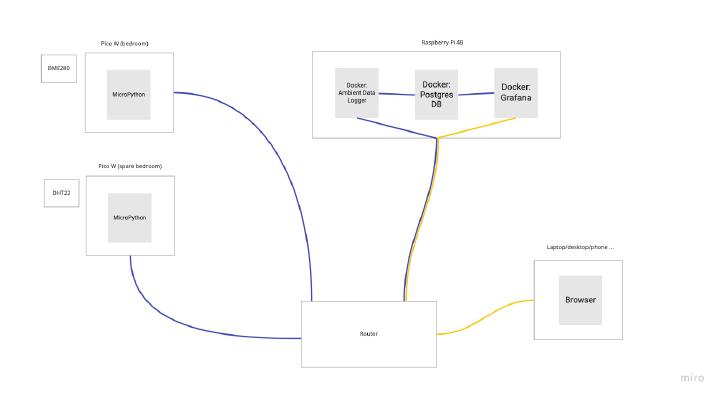 Pico W (bedroom)
BME280
MicroPython
Raspberry Pi 4B
Docker:
Ambient Data
Logger
Docker:
Postgres
DB
Docker:
Grafana
Pico W (spare bedroom)
DHT22
MicroPython
Laptop/desktop/phone ...
Browser
Router
miro